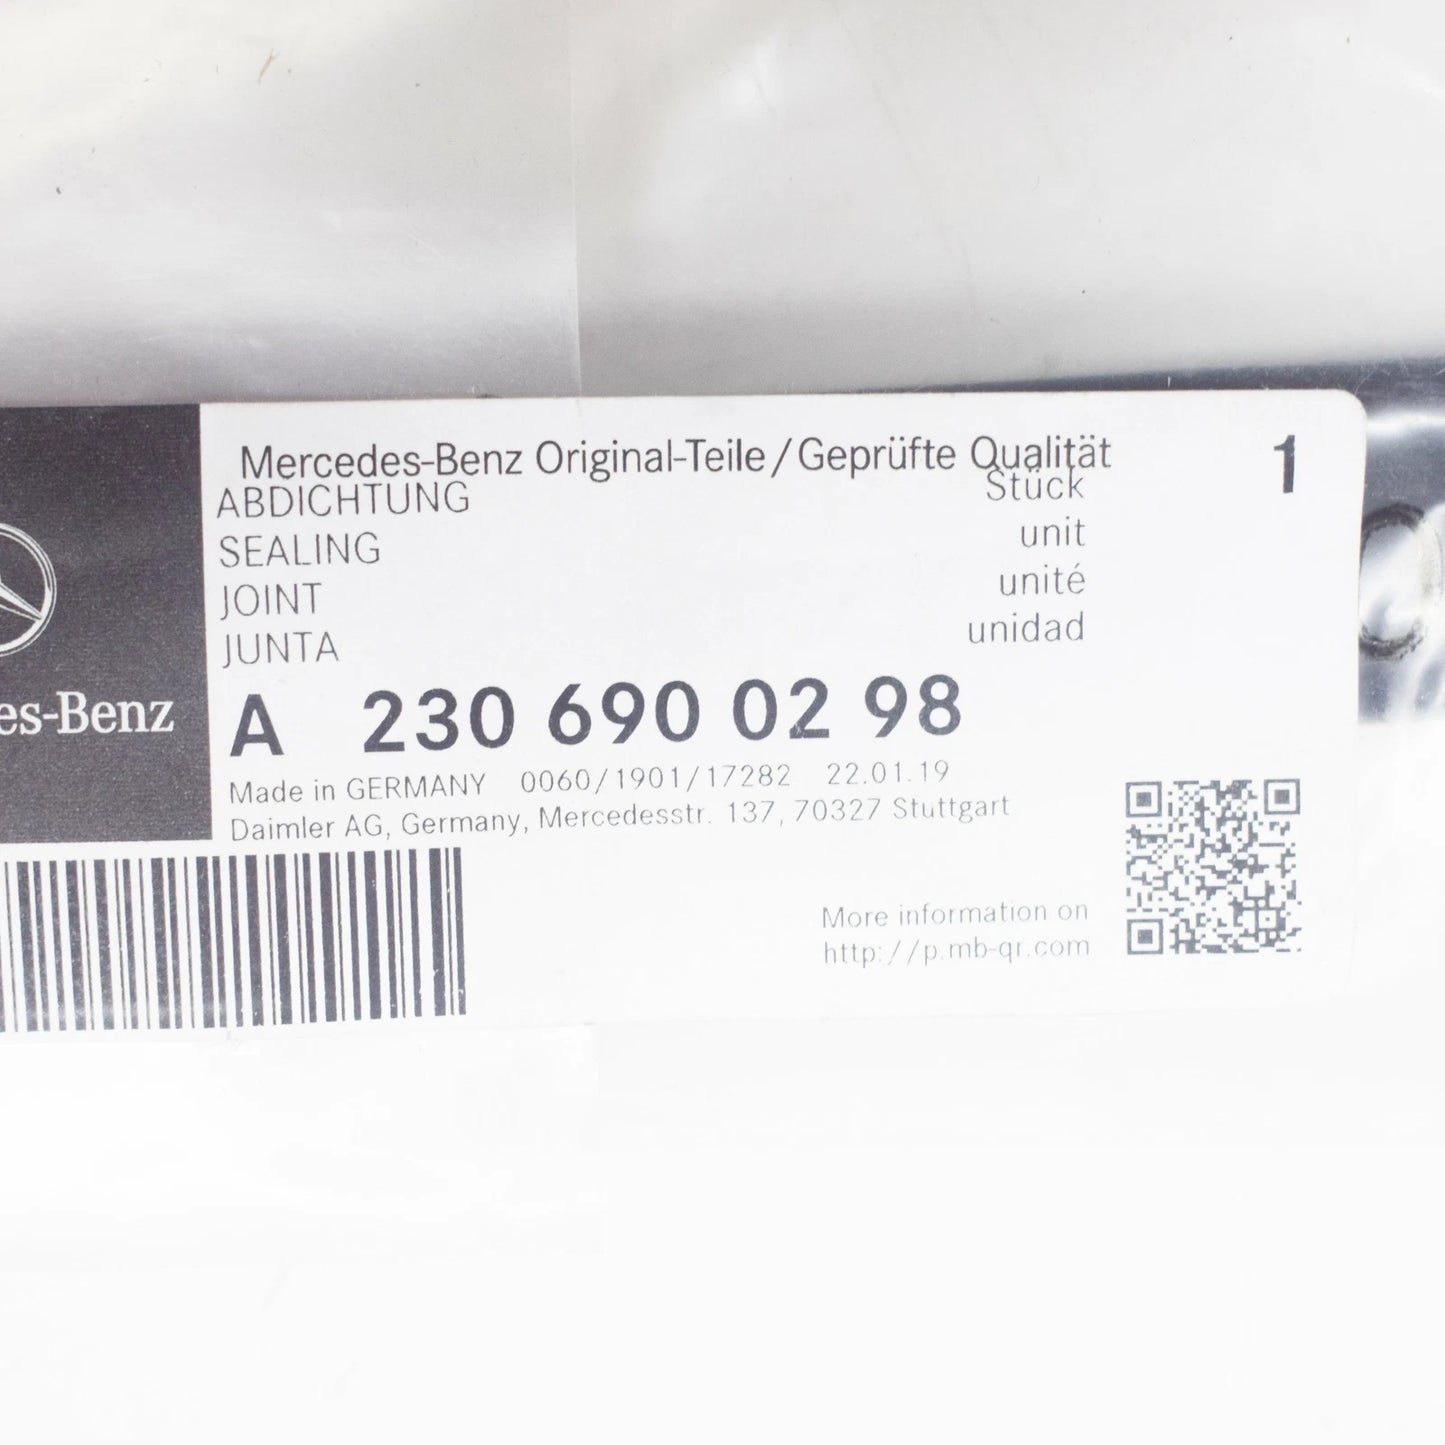 Mercedes-Benz Original-Teile/Geprüfte Qualität 1
ABDICHTUNG Stück
SEALING unit
JOINT unité
JUNTA unidad
es-Benz
A 230 690 02 98
Made in GERMANY 0060/1901/17282 22.01.19
Daimler AG, Germany, Mercedesstr. 137, 70327 Stuttgart
More information on
http://p.mb-qr.com